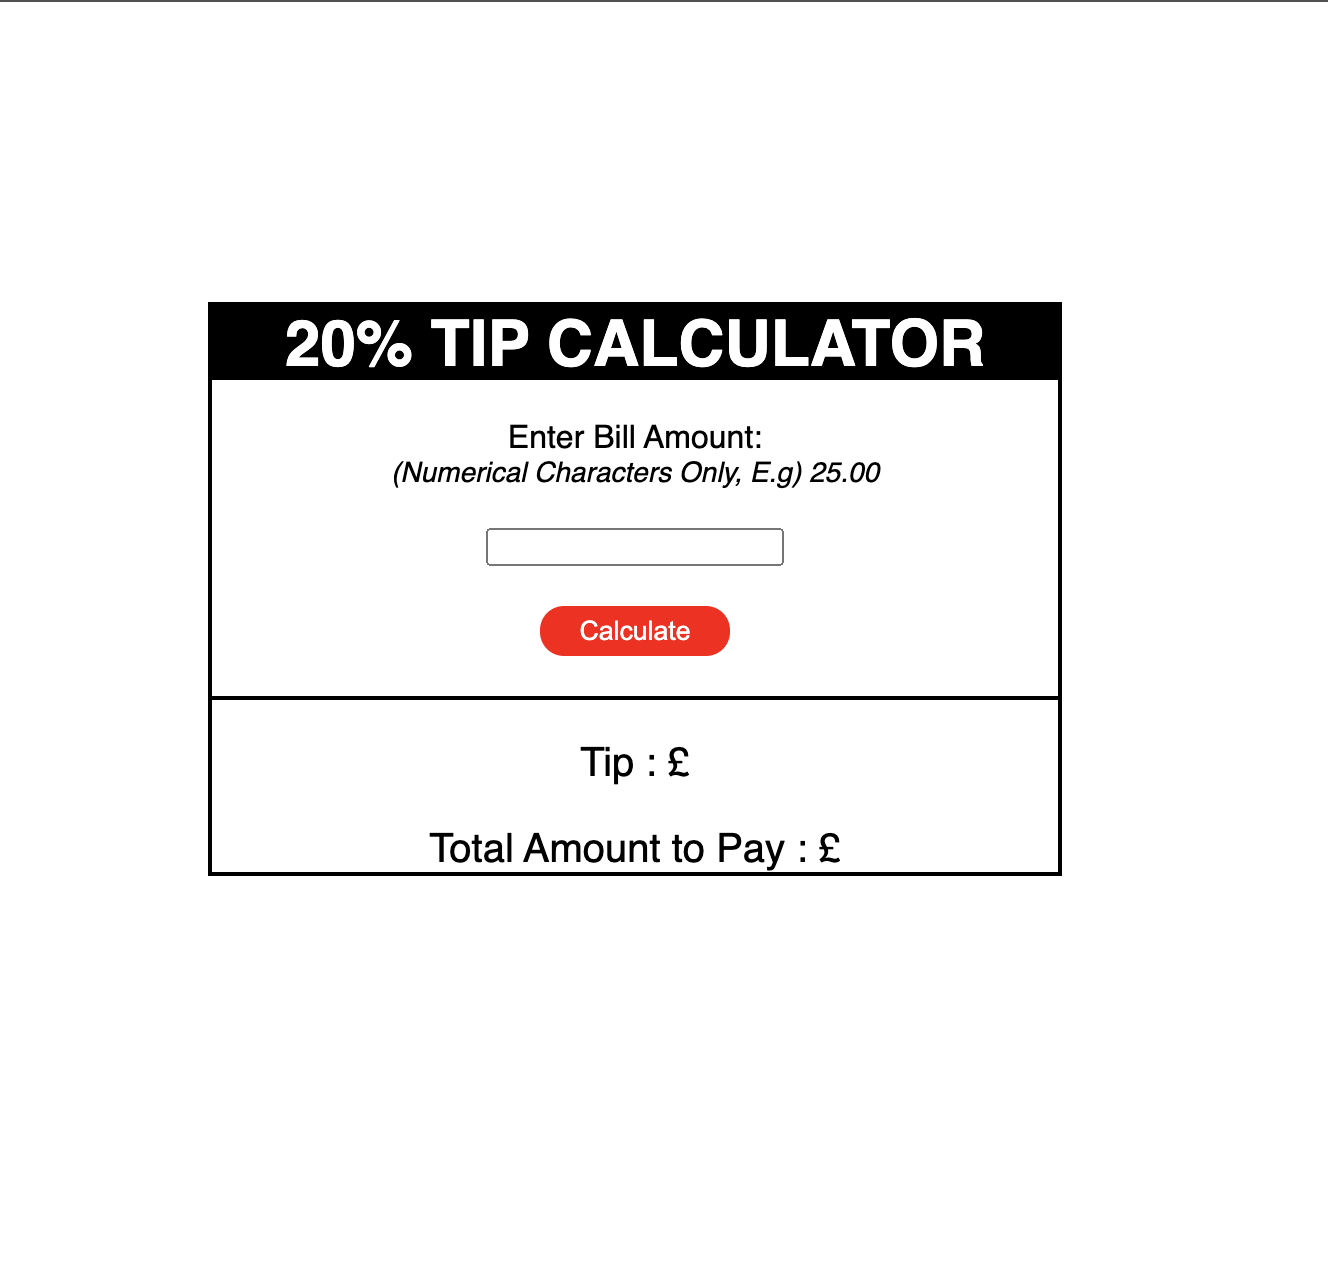 20% TIP CALCULATOR
Enter Bill Amount:
(Numerical Characters Only, E.g) 25.00
Calculate
Tip : £
Total Amount to Pay : £